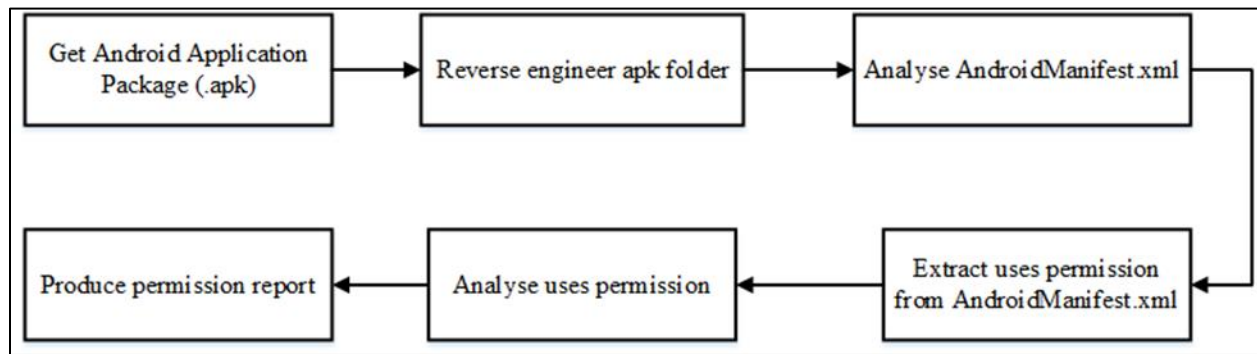 Get Android Application
Package (.apk)
Reverse engineer apk folder
Analyse AndroidManifest.xml
Extract uses permission
from AndroidManifest.xml
Analyse uses permission
Produce permission report